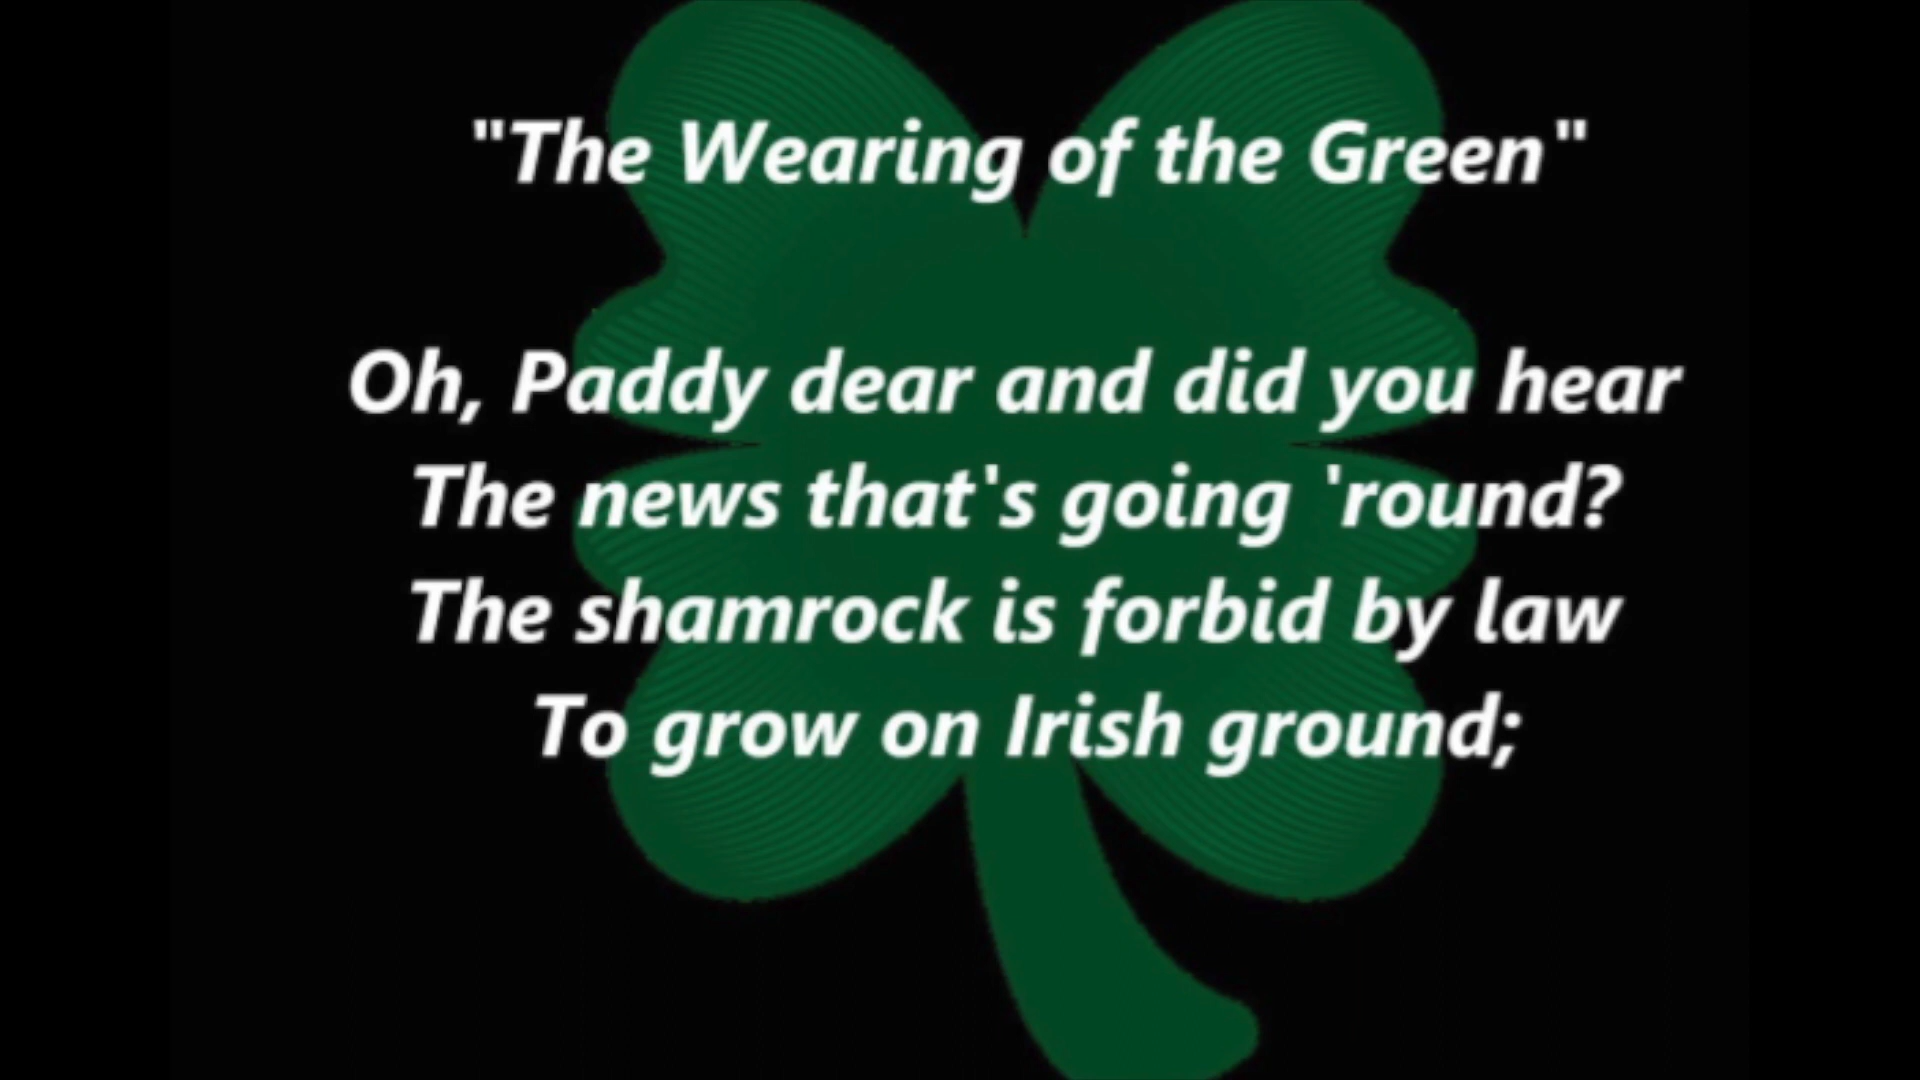 "The Wearing of the Green"
Oh, Paddy dear and did you hear
The news that's going 'round?
The shamrock is forbid by law
To grow on Irish ground;